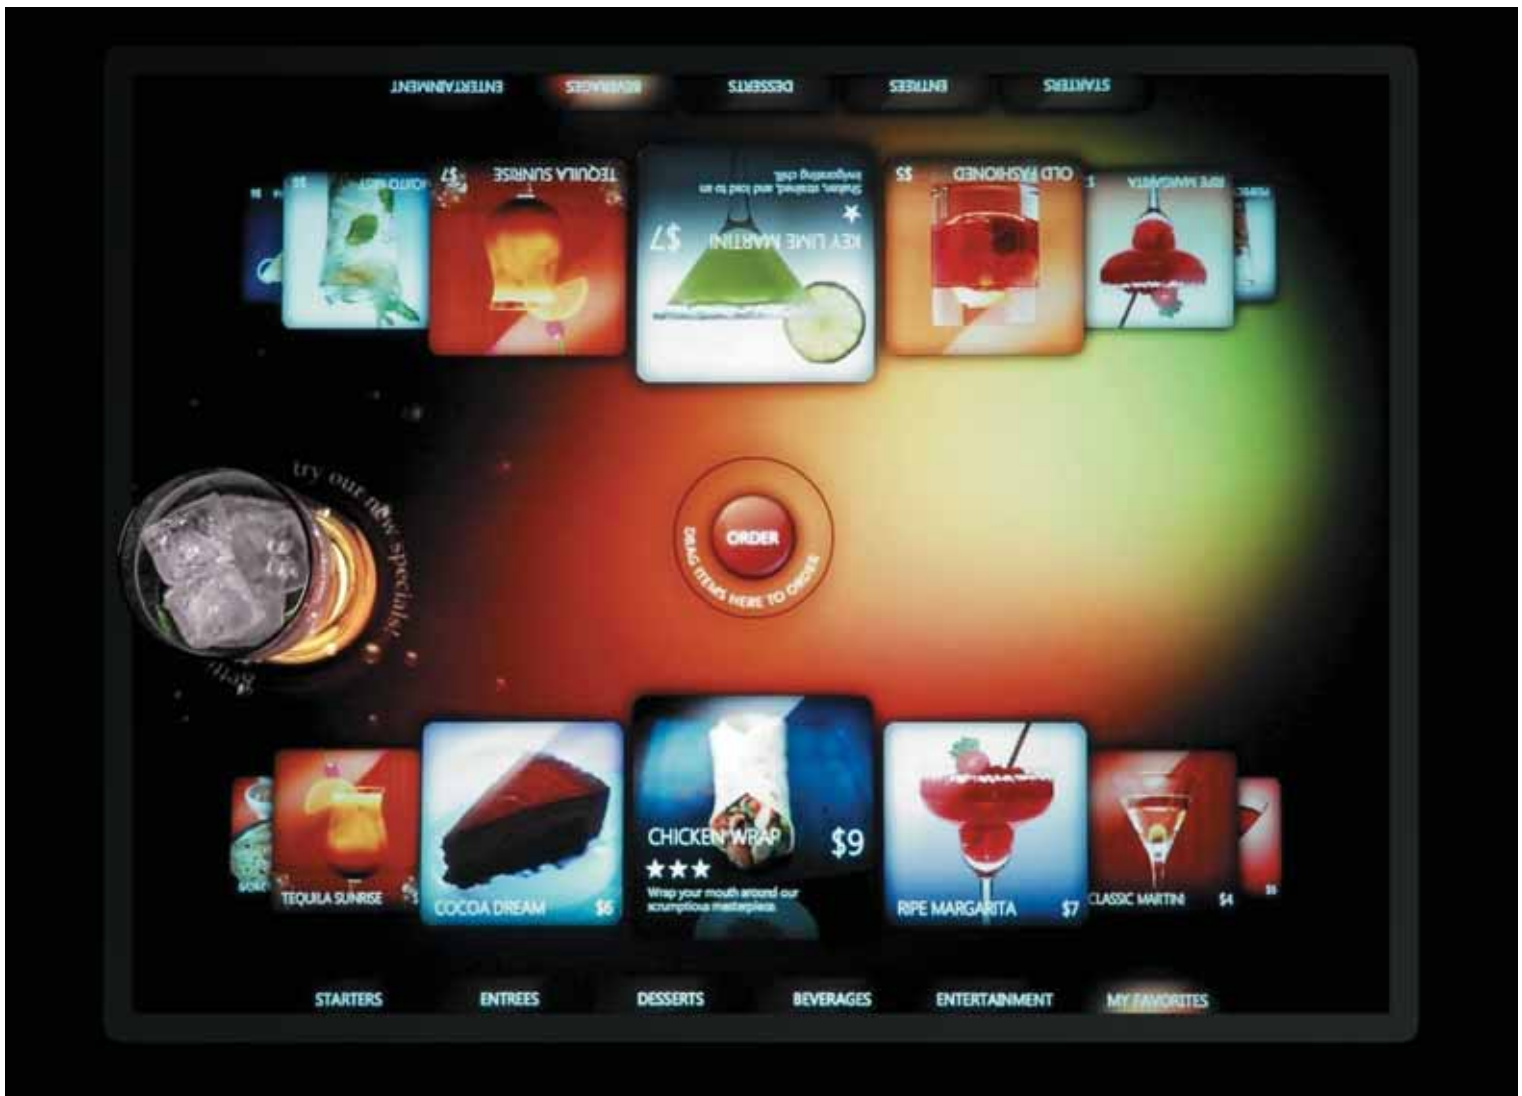 STARTERS
ENTREES
DESSERTS
BEVERAGES
ENTERTAINMENT
OLD FASHIONED
$5
KEY LIME MARTINI
$7
Shaken, strained, and iced to an
invigorating chill.
TEQUILA SUNRISE
$7
RIPE MARGARITA
try our new specials!
ORDER
DRAG ITEMS HERE TO ORDER
TEQUILA SUNRISE
COCOA DREAM
$6
CHICKEN WRAP
$9
Wrap your mouth around our
scrumptious masterpiece.
RIPE MARGARITA
$7
CLASSIC MARTINI
$4
STARTERS
ENTREES
DESSERTS
BEVERAGES
ENTERTAINMENT
MY FAVORITES